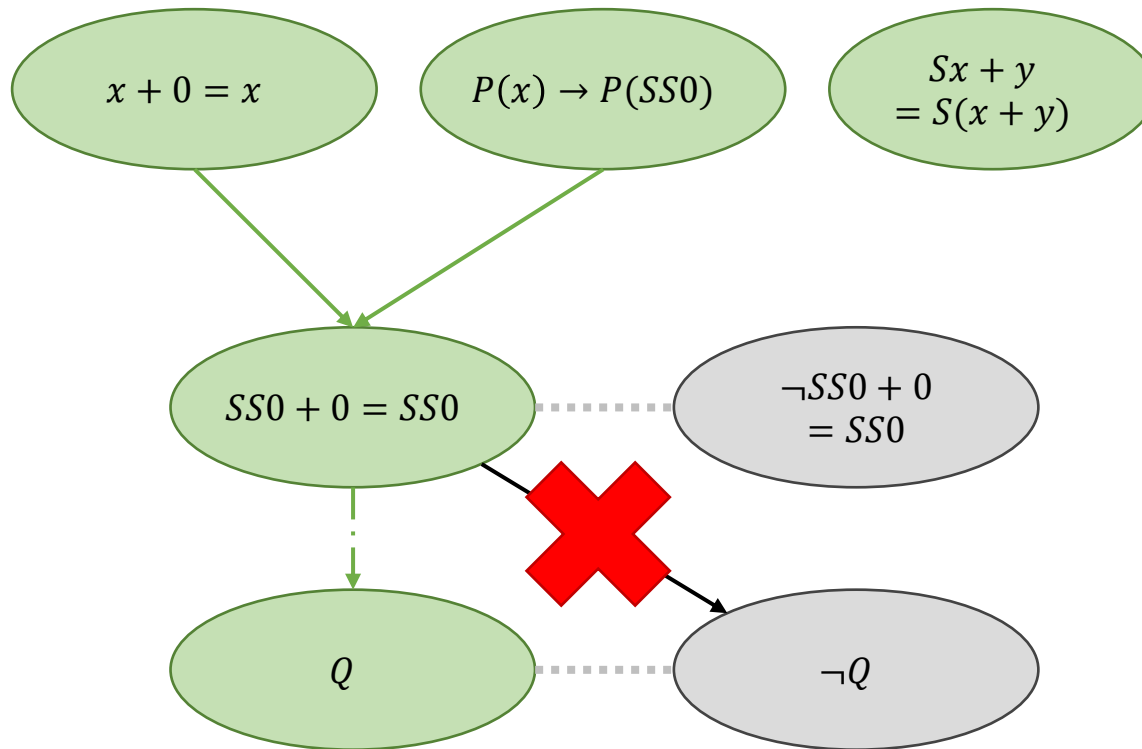 x + 0 = x
P(x) → P(SS0)
Sx + y
= S(x + y)
SS0 + 0 = SS0
¬SS0 + 0
= SS0
Q
¬Q